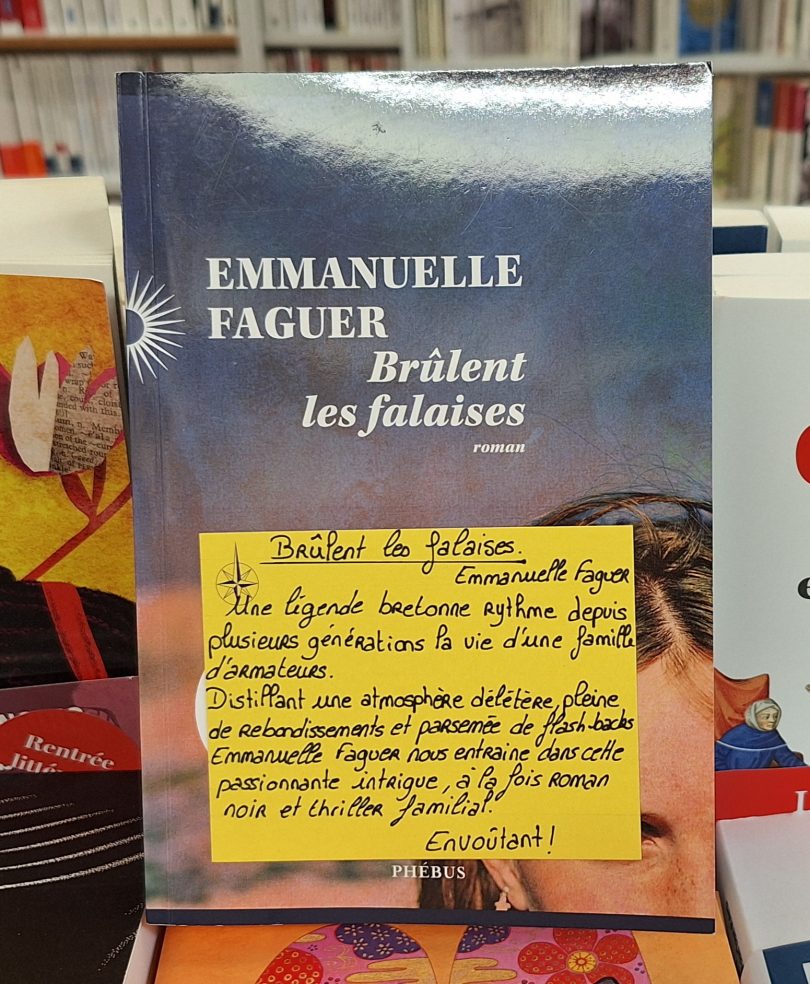 EMMANUELLE
FAGUER
Brûlent
les falaises
roman
Brûlent les falaises.
Emmanuelle Faguer
Une légende bretonne rythme depuis
plusieurs générations la vie d'une famille
d'armateurs.
Distillant une atmosphère délétère, pleine
de rebondissements et parsemée de flash-backs
Emmanuelle Faguer nous entraine dans cette
passionnante intrigue, à la fois roman
noir et thriller familial.
Envoûtant !
PHÉBUS
Rentrée